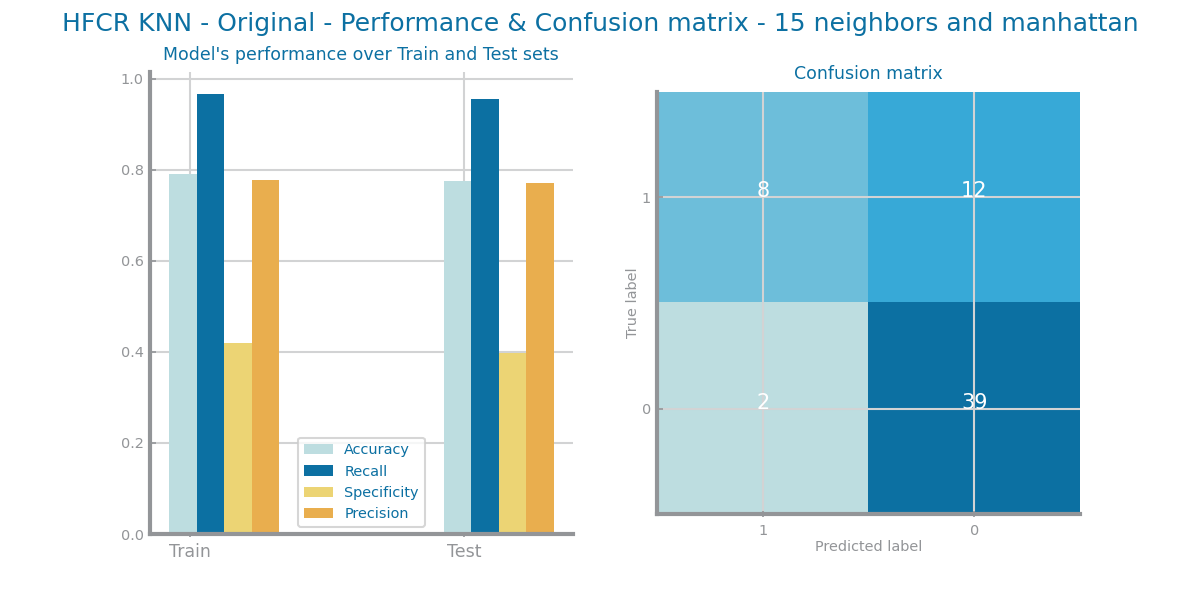 HFCR KNN - Original - Performance & Confusion matrix - 15 neighbors and manhattan
Model's performance over Train and Test sets
1.0
0.8
0.6
0.4
0.2
0.0
Train
Test
Accuracy
Recall
Specificity
Precision
Confusion matrix
True label
1
0
8
12
2
39
1
0
Predicted label